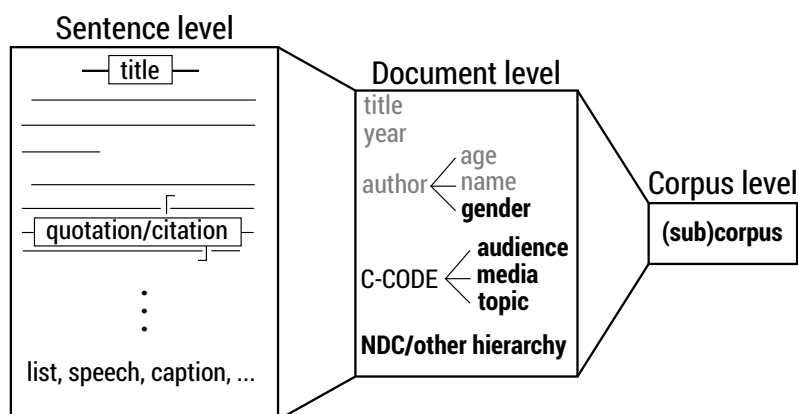 Sentence level
title
quotation/citation
list, speech, caption, ...
Document level
title
year
author
age
name
gender
C-CODE
audience
media
topic
NDC/other hierarchy
Corpus level
(sub)corpus